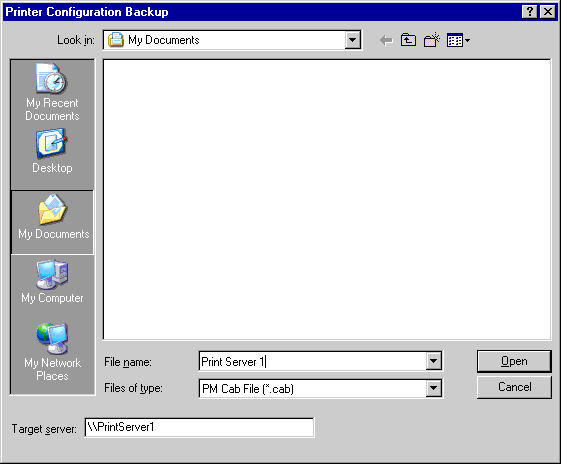 Printer Configuration Backup
Look in: My Documents
My Recent
Documents
Desktop
My Documents
My Computer
My Network
Places
File name: Print Server 1 Open
Files of type: PM Cab File (*.cab) Cancel
Target server: \\PrintServer1